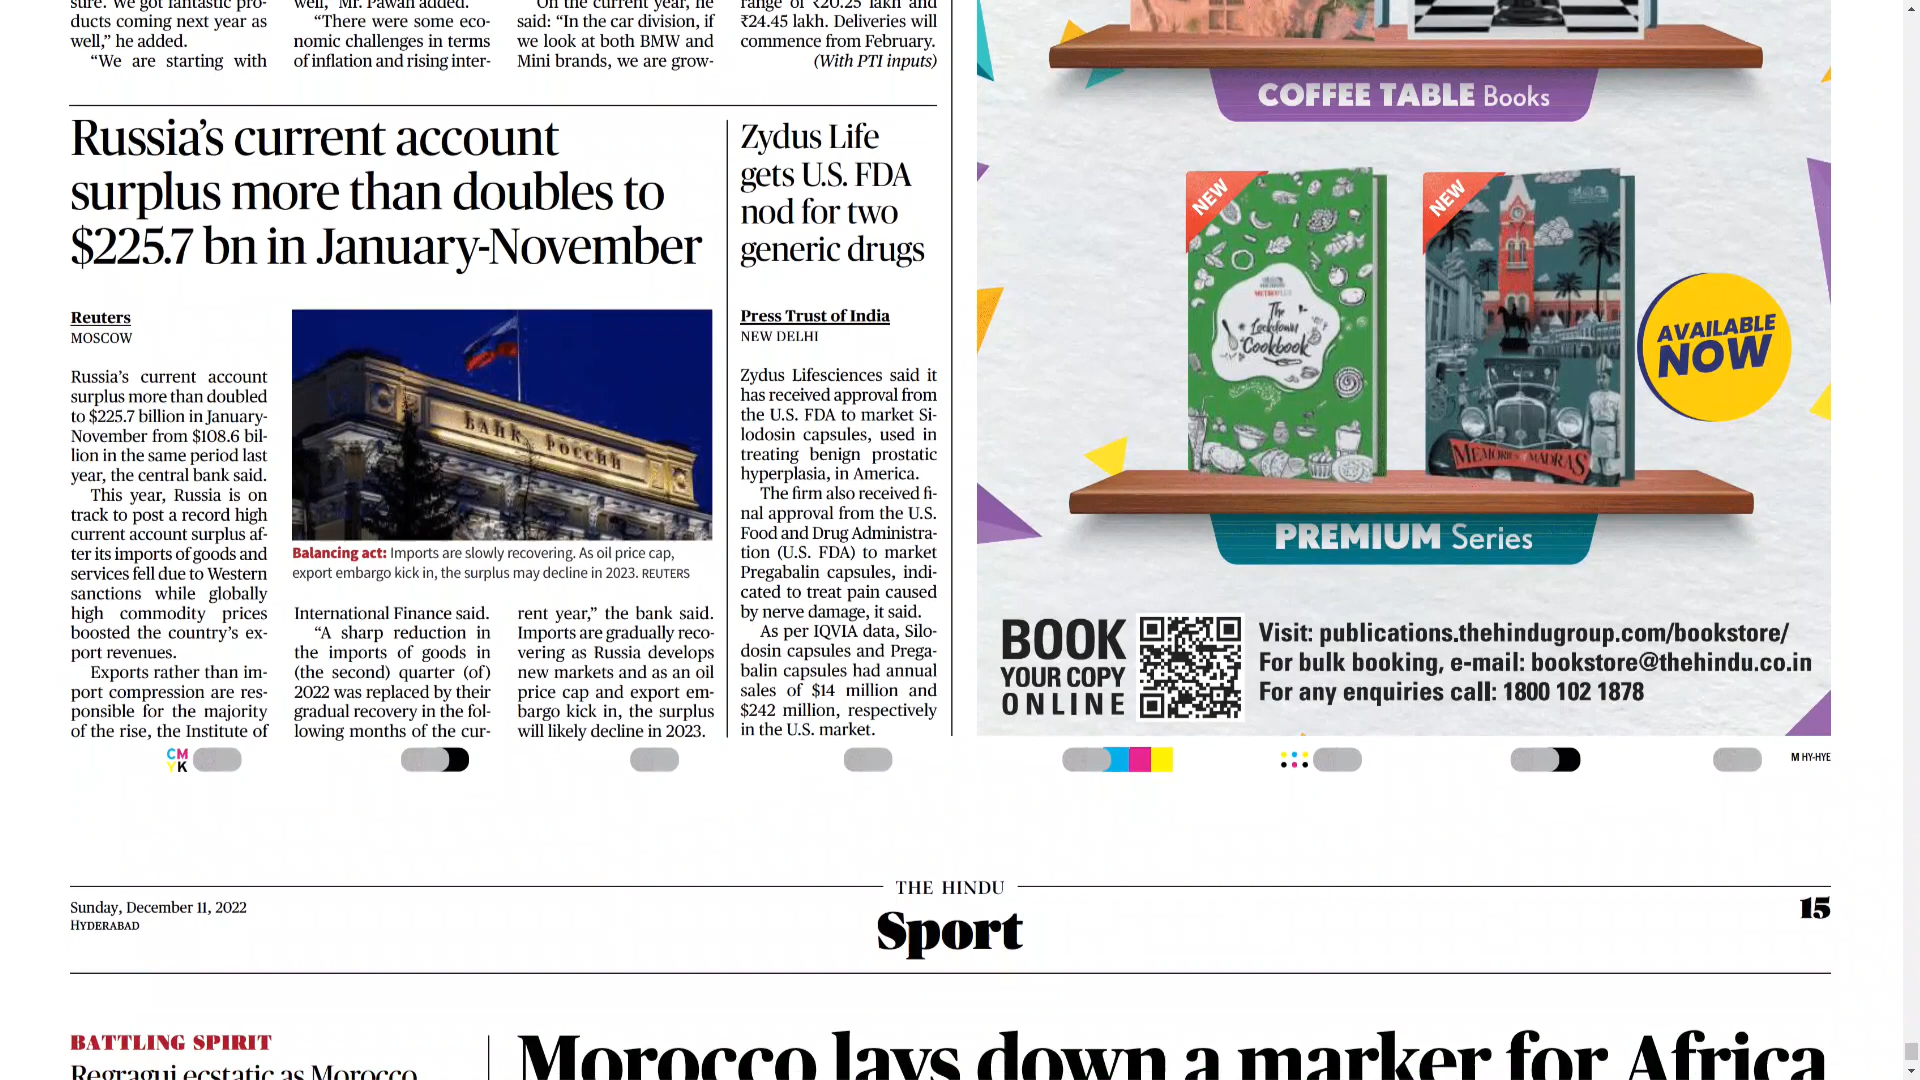 sure. We got fantastic pro-
ducts coming next year as
well,” he added.
“We are starting with
well,” Mr. Pawah added.
“There were some eco-
nomic challenges in terms
of inflation and rising inter-
On the current year, he
said: “In the car division, if
we look at both BMW and
Mini brands, we are grow-
range of ₹20.25 lakh and
₹24.45 lakh. Deliveries will
commence from February.
(With PTI inputs)
Russia’s current account
surplus more than doubles to
$225.7 bn in January-November
Reuters
MOSCOW
Russia’s current account
surplus more than doubled
to $225.7 billion in January-
November from $108.6 bil-
lion in the same period last
year, the central bank said.
This year, Russia is on
track to post a record high
current account surplus af-
ter its imports of goods and
services fell due to Western
sanctions while globally
high commodity prices
boosted the country’s ex-
port revenues.
Exports rather than im-
port compression are res-
ponsible for the majority
of the rise, the Institute of
БАНК РОССИИ
Balancing act: Imports are slowly recovering. As oil price cap,
export embargo kick in, the surplus may decline in 2023. REUTERS
International Finance said.
“A sharp reduction in
the imports of goods in
(the second) quarter (of)
2022 was replaced by their
gradual recovery in the fol-
lowing months of the cur-
rent year,” the bank said.
Imports are gradually reco-
vering as Russia develops
new markets and as an oil
price cap and export em-
bargo kick in, the surplus
will likely decline in 2023.
Zydus Life
gets U.S. FDA
nod for two
generic drugs
Press Trust of India
NEW DELHI
Zydus Lifesciences said it
has received approval from
the U.S. FDA to market Si-
lodosin capsules, used in
treating benign prostatic
hyperplasia, in America.
The firm also received fi-
nal approval from the U.S.
Food and Drug Administra-
tion (U.S. FDA) to market
Pregabalin capsules, indi-
cated to treat pain caused
by nerve damage, it said.
As per IQVIA data, Silo-
dosin capsules and Prega-
balin capsules had annual
sales of $14 million and
$242 million, respectively
in the U.S. market.
COFFEE TABLE Books
NEW
METROPLUS
The
Lockdown
Cookbook
NEW
MEMORIES OF MADRAS
AVAILABLE
NOW
PREMIUM Series
BOOK
YOUR COPY
ONLINE
Visit: publications.thehindugroup.com/bookstore/
For bulk booking, e-mail: bookstore@thehindu.co.in
For any enquiries call: 1800 102 1878
CM
YK
M HY-HYE
THE HINDU
Sunday, December 11, 2022
HYDERABAD
Sport
15
BATTLING SPIRIT
Regragui ecstatic as Morocco
Morocco lays down a marker for Africa